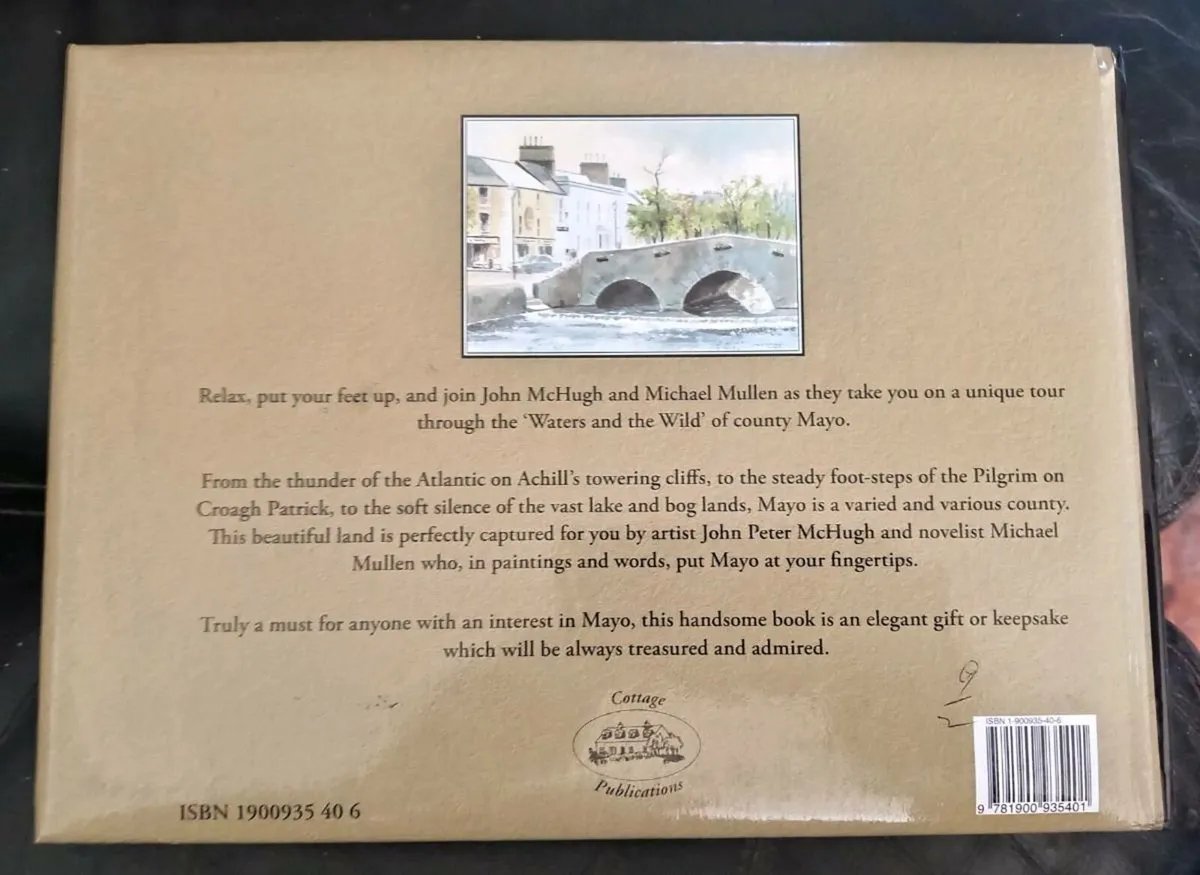 Relax, put your feet up, and join John McHugh and Michael Mullen as they take you on a unique tour
through the ‘Waters and the Wild’ of county Mayo.
From the thunder of the Atlantic on Achill’s towering cliffs, to the steady foot-steps of the Pilgrim on
Croagh Patrick, to the soft silence of the vast lake and bog lands, Mayo is a varied and various county.
This beautiful land is perfectly captured for you by artist John Peter McHugh and novelist Michael
Mullen who, in paintings and words, put Mayo at your fingertips.
Truly a must for anyone with an interest in Mayo, this handsome book is an elegant gift or keepsake
which will be always treasured and admired.
Cottage
Publications
ISBN 1900935 40 6
ISBN 1-900935-40-6
9 781900 935401